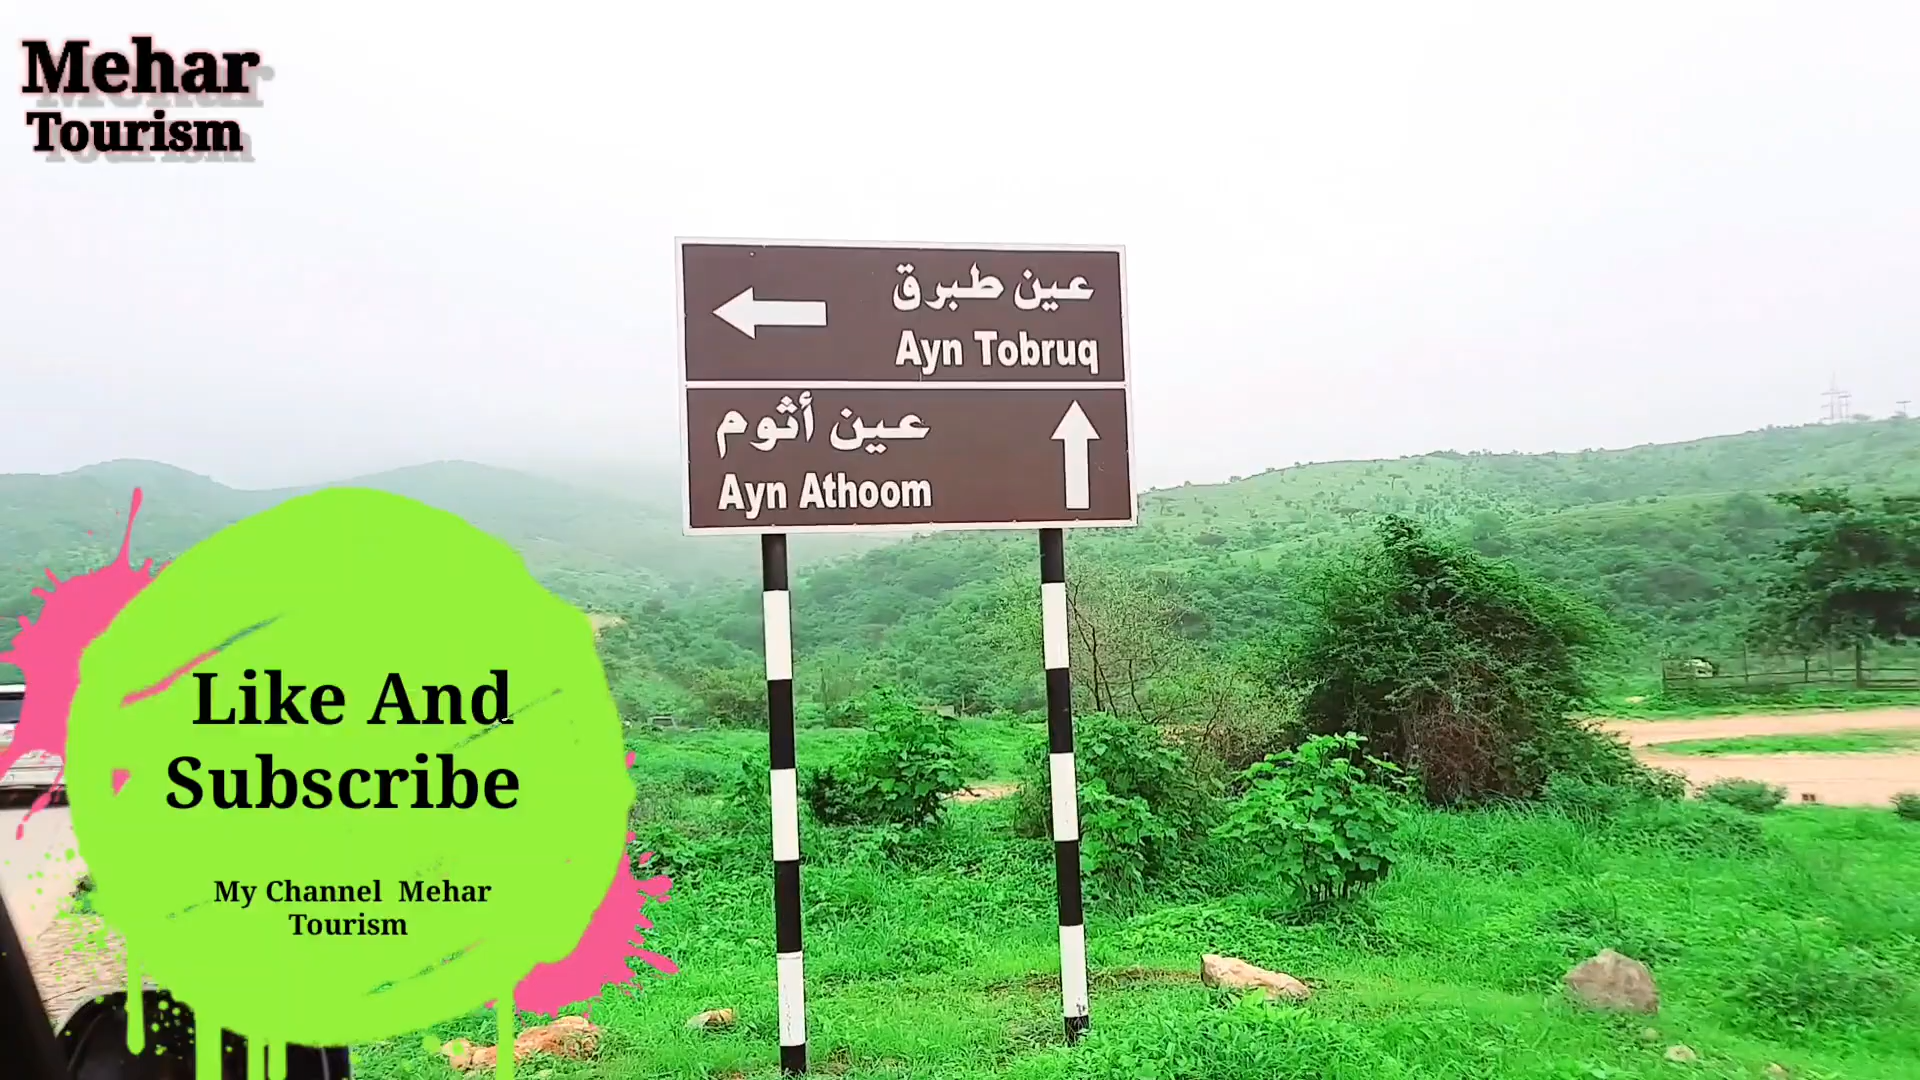 Mehar
Tourism
عين طبرق
Ayn Tobruq
عين أثوم
Ayn Athoom
Like And
Subscribe
My Channel Mehar
Tourism